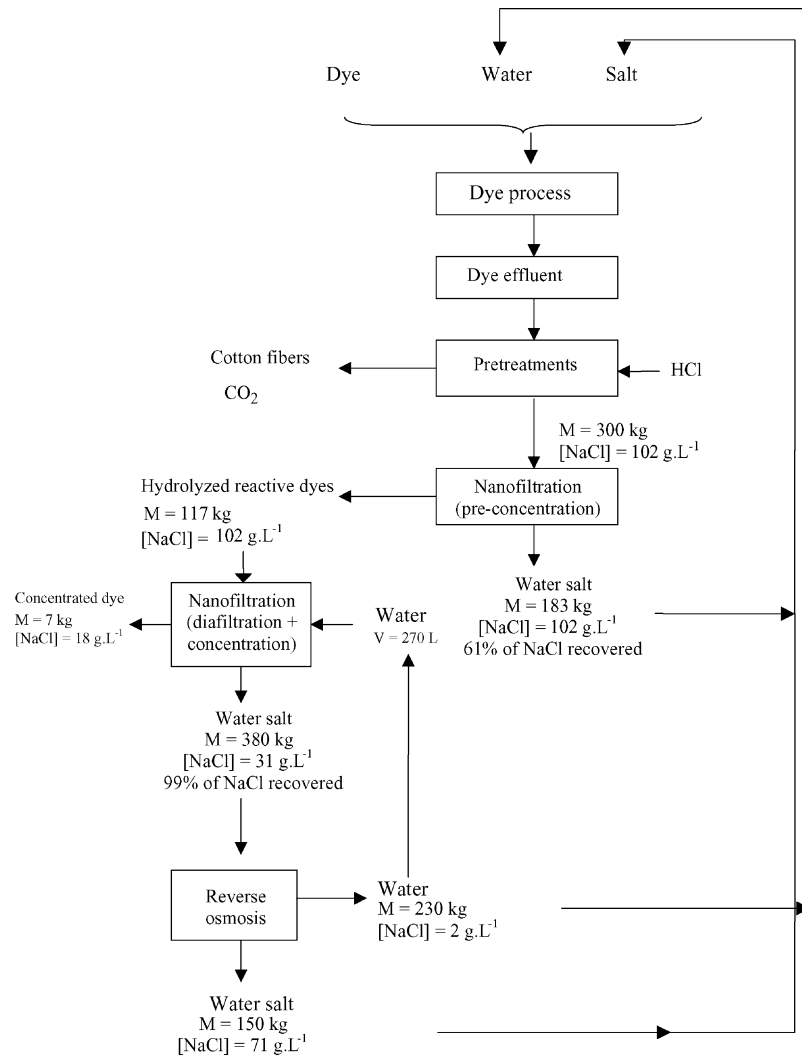 Dye
Water
Salt
Dye process
Dye effluent
Cotton fibers
CO2
Pretreatments
HCl
M = 300 kg
[NaCl] = 102 g.L-1
Hydrolyzed reactive dyes
M = 117 kg
[NaCl] = 102 g.L-1
Nanofiltration
(pre-concentration)
Water salt
M = 183 kg
[NaCl] = 102 g.L-1
61% of NaCl recovered
Concentrated dye
M = 7 kg
[NaCl] = 18 g.L-1
Nanofiltration
(diafiltration +
concentration)
Water
V = 270 L
Water salt
M = 380 kg
[NaCl] = 31 g.L-1
99% of NaCl recovered
Reverse
osmosis
Water
M = 230 kg
[NaCl] = 2 g.L-1
Water salt
M = 150 kg
[NaCl] = 71 g.L-1